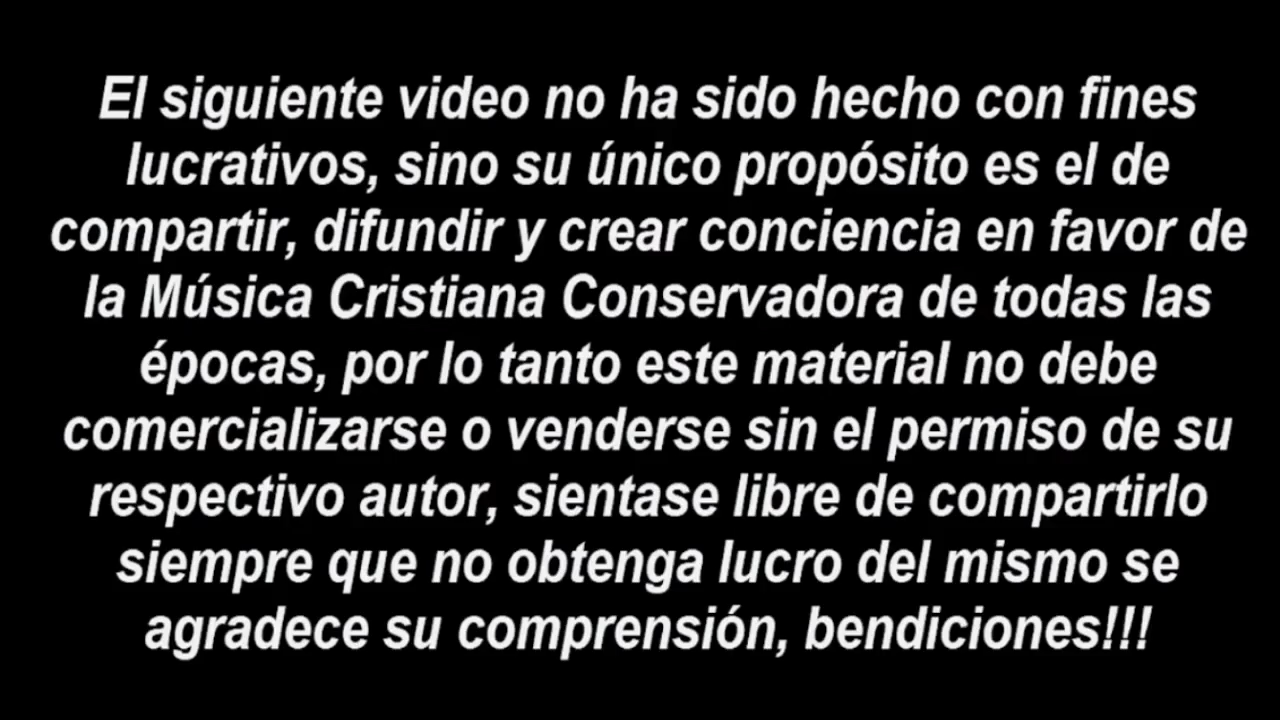 El siguiente video no ha sido hecho con fines
lucrativos, sino su único propósito es el de
compartir, difundir y crear conciencia en favor de
la Música Cristiana Conservadora de todas las
épocas, por lo tanto este material no debe
comercializarse o venderse sin el permiso de su
respectivo autor, sientase libre de compartirlo
siempre que no obtenga lucro del mismo se
agradece su comprensión, bendiciones!!!